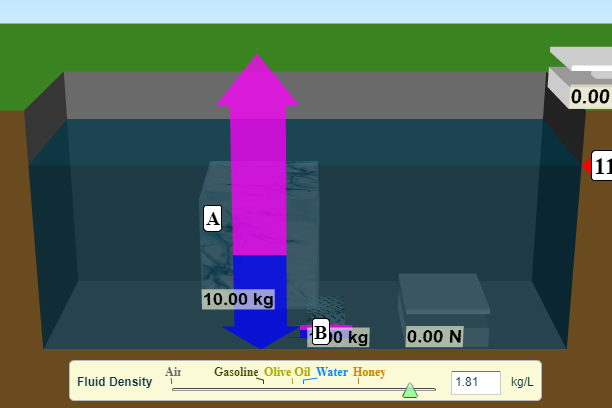 0.00
11
A
10.00 kg
B
00 kg
0.00 N
Fluid Density
Air
Gasoline
Olive Oil
Water
Honey
1.81
kg/L